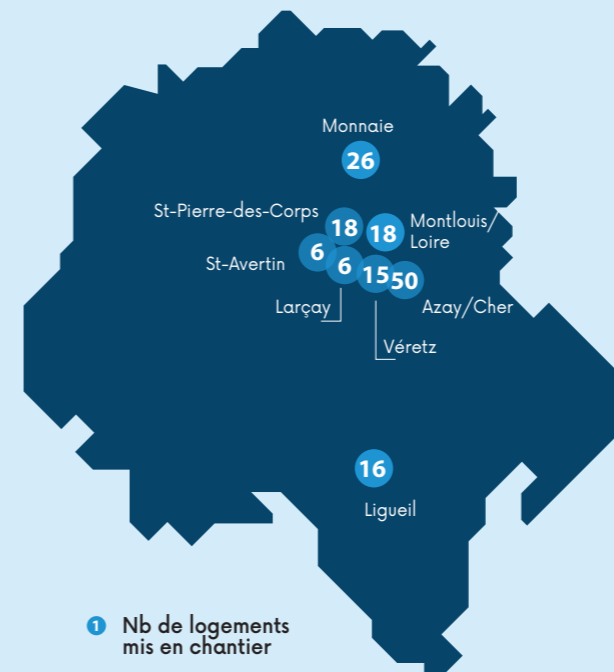 Monnaie
26
St-Pierre-des-Corps
18
18
Montlouis/
Loire
St-Avertin
6
6
15
50
Larçay
Azay/Cher
Véretz
16
Ligueil
1 Nb de logements
mis en chantier